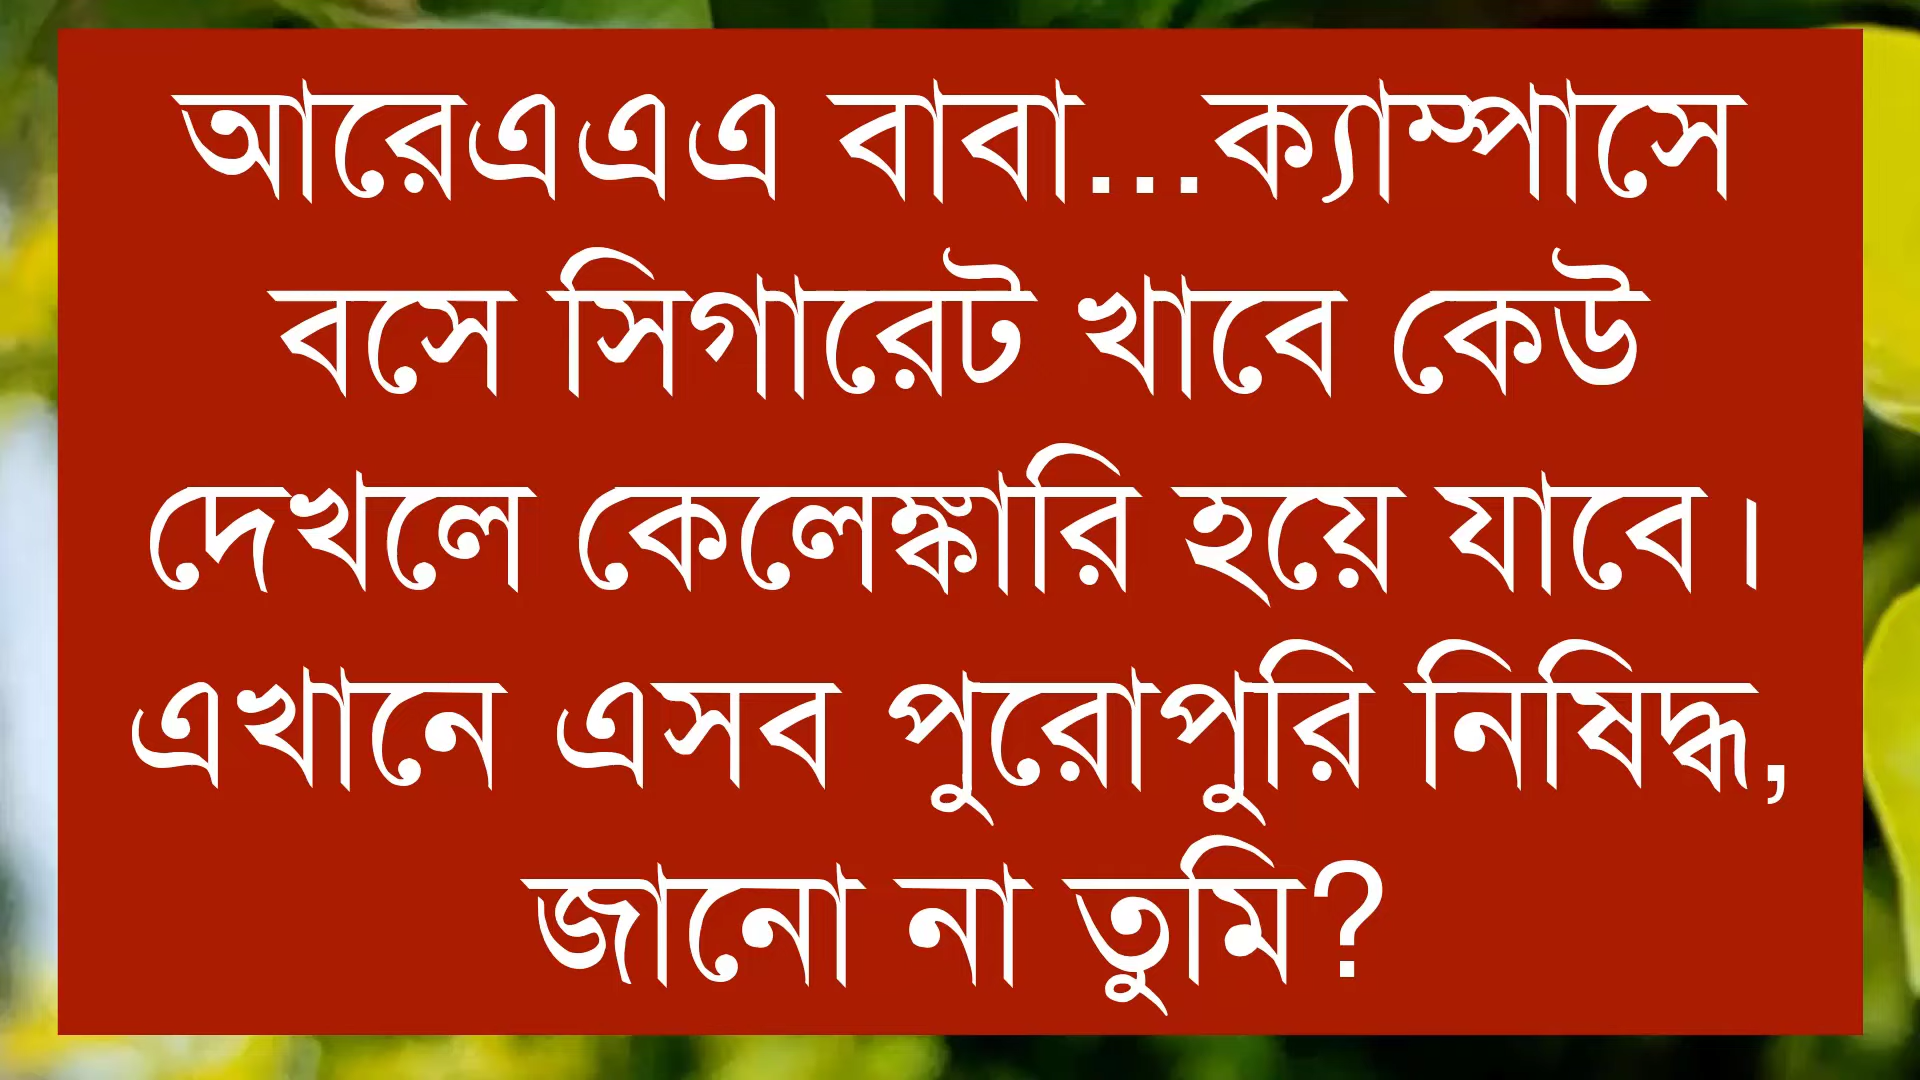 আরেএএএ বাবা...ক্যাম্পাসে
বসে সিগারেট খাবে কেউ
দেখলে কেলেঙ্কারি হয়ে যাবে।
এখানে এসব পুরোপুরি নিষিদ্ধ,
জানো না তুমি?